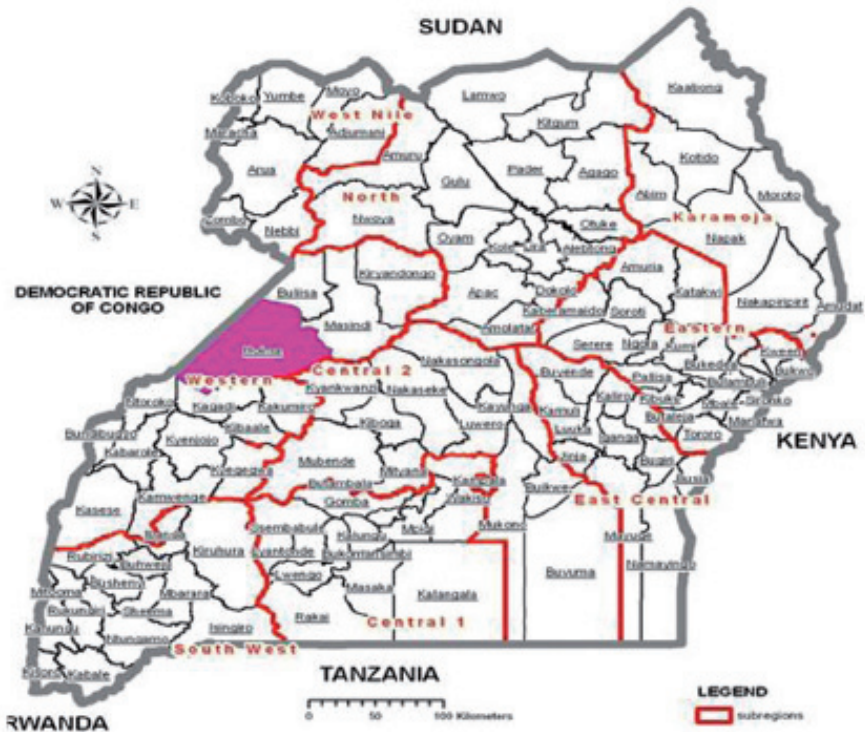 SUDAN
Koboko
Yumbe
Moyo
Lamwo
Kaabong
West Nile
Kitgum
Maracha
Adjumani
Arua
Amuru
Gulu
Pader
Agago
Kotido
Abim
Moroto
N
W
E
S
North
Nebbi
Nwoya
Otuke
Karamoja
Napak
Oyam
Kole
Lira
Alebtong
Amuria
Kiryandongo
DEMOCRATIC REPUBLIC
OF CONGO
Buliisa
Apac
Dokolo
Katakwi
Kaberamaido
Soroti
Nakapiripirit
Amudat
Masindi
Amolatar
Eastern
Serere
Ngora
Kumi
Kween
Bukedea
Bukwo
Nakasongola
Western
Central 2
Buyende
Pallisa
Bulambuli
Kyankwanzi
Nakaseke
Ntoroko
Kagadi
Kakumiro
Kayunga
Kamuli
Kaliro
Kibuku
Mbale
Sironko
Bundibugyo
Kibaale
Kiboga
Luwero
Luuka
Butaleja
Manafwa
Kyenjojo
Iganga
Tororo
KENYA
Kabarole
Kyegegwa
Mubende
Mityana
Jinja
Bugiri
Busia
Kampala
Butambala
Wakiso
Buikwe
East Central
Kasese
Kamwenge
Gomba
Mpigi
Mukono
Ssembabule
Kalungu
Mayuge
Namayingo
Kiruhura
Lyantonde
Bukomansimbi
Rubirizi
Buhweju
Buvuma
Bushenyi
Lwengo
Masaka
Kalangala
Mitooma
Mbarara
Rukungiri
Sheema
Rakai
Central 1
Kanungu
Isingiro
Ntungamo
South West
Kisoro
Kabale
TANZANIA
RWANDA
0 50 100 Kilometers
LEGEND
subregions